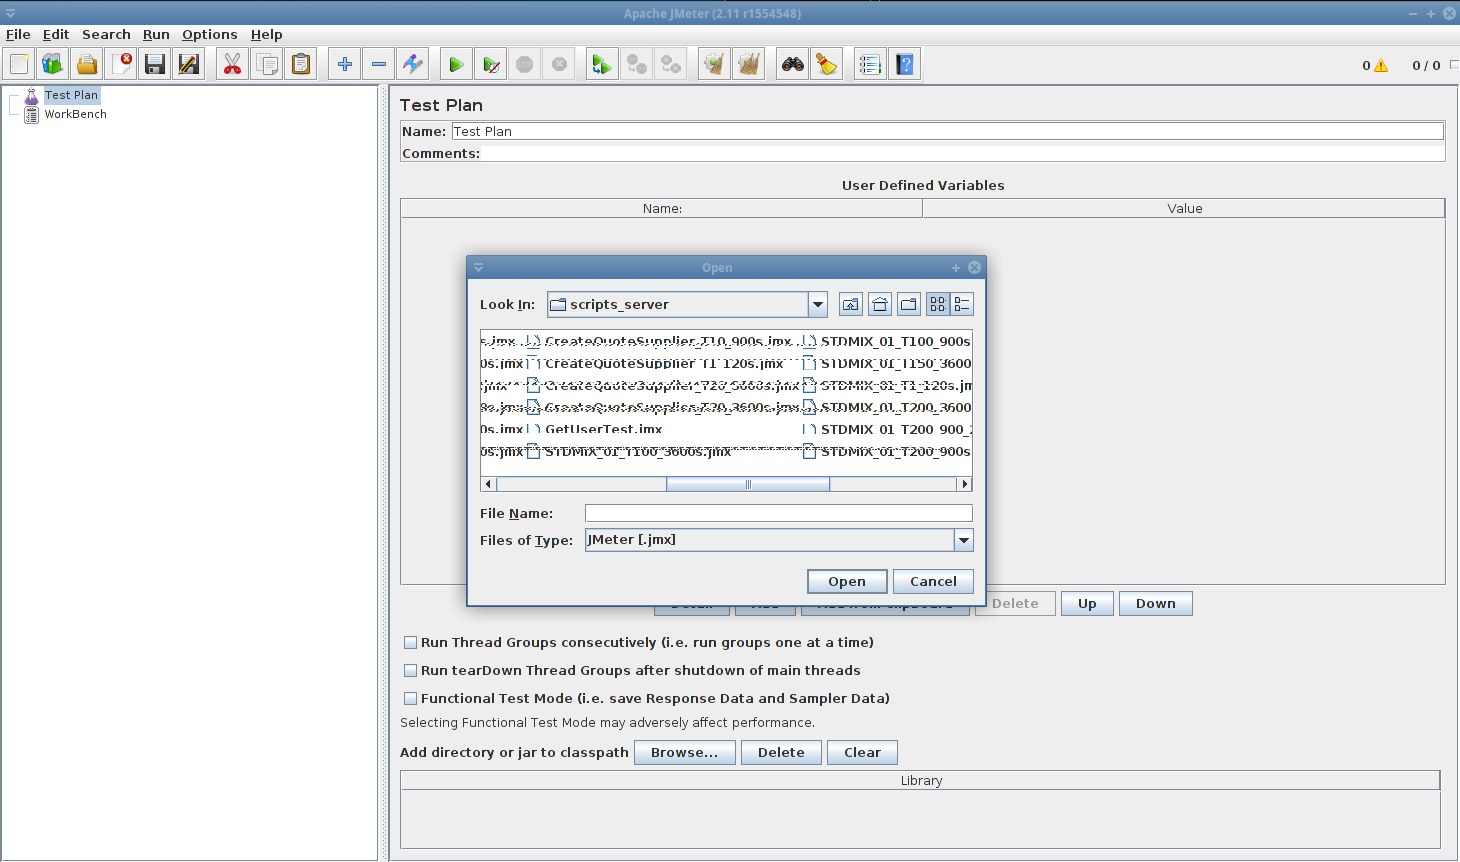 Apache JMeter (2.11 r1554548)
File Edit Search Run Options Help
0 0 / 0
Test Plan
WorkBench
Test Plan
Name: Test Plan
Comments:
User Defined Variables
Name: Value
Open
Look In: scripts_server
s.jmx CreateQuoteSupplier_T10_900s.jmx STDMIX_01_T100_900s
0s.jmx CreateQuoteSupplier_T1_120s.jmx STDMIX_01_T150_3600
jmx STDMIX_01_T1_120s.jm
0s.jmx CreateQuoteSupplier_T20_3600s.jmx STDMIX_01_T200_3600
0s.jmx GetUserTest.jmx STDMIX_01_T200_900_
0s.jmx STDMIX_01_T100_3600s.jmx STDMIX_01_T200_900s
File Name:
Files of Type: JMeter [.jmx]
Open Cancel
Delete Up Down
Run Thread Groups consecutively (i.e. run groups one at a time)
Run tearDown Thread Groups after shutdown of main threads
Functional Test Mode (i.e. save Response Data and Sampler Data)
Selecting Functional Test Mode may adversely affect performance.
Add directory or jar to classpath Browse... Delete Clear
Library